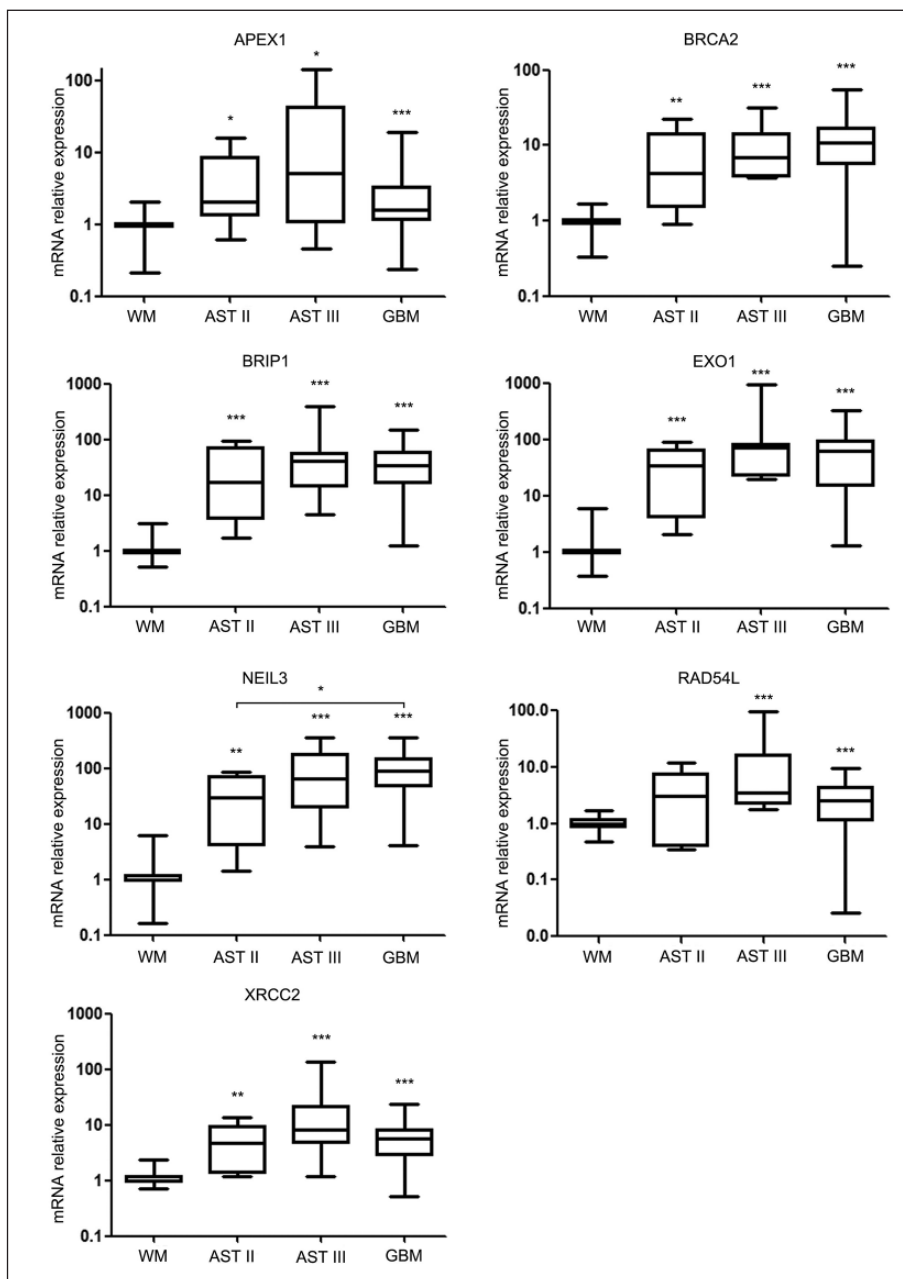 APEX1
mRNA relative expression
100
10
1
0.1
*
*
***
WM AST II AST III GBM
BRCA2
mRNA relative expression
100
10
1
0.1
**
***
***
WM AST II AST III GBM
BRIP1
mRNA relative expression
1000
100
10
1
0.1
***
***
***
WM AST II AST III GBM
EXO1
mRNA relative expression
1000
100
10
1
0.1
***
***
***
WM AST II AST III GBM
NEIL3
mRNA relative expression
1000
100
10
1
0.1
*
**
***
***
WM AST II AST III GBM
RAD54L
mRNA relative expression
100.0
10.0
1.0
0.1
0.0
***
***
WM AST II AST III GBM
XRCC2
mRNA relative expression
1000
100
10
1
0.1
**
***
***
WM AST II AST III GBM